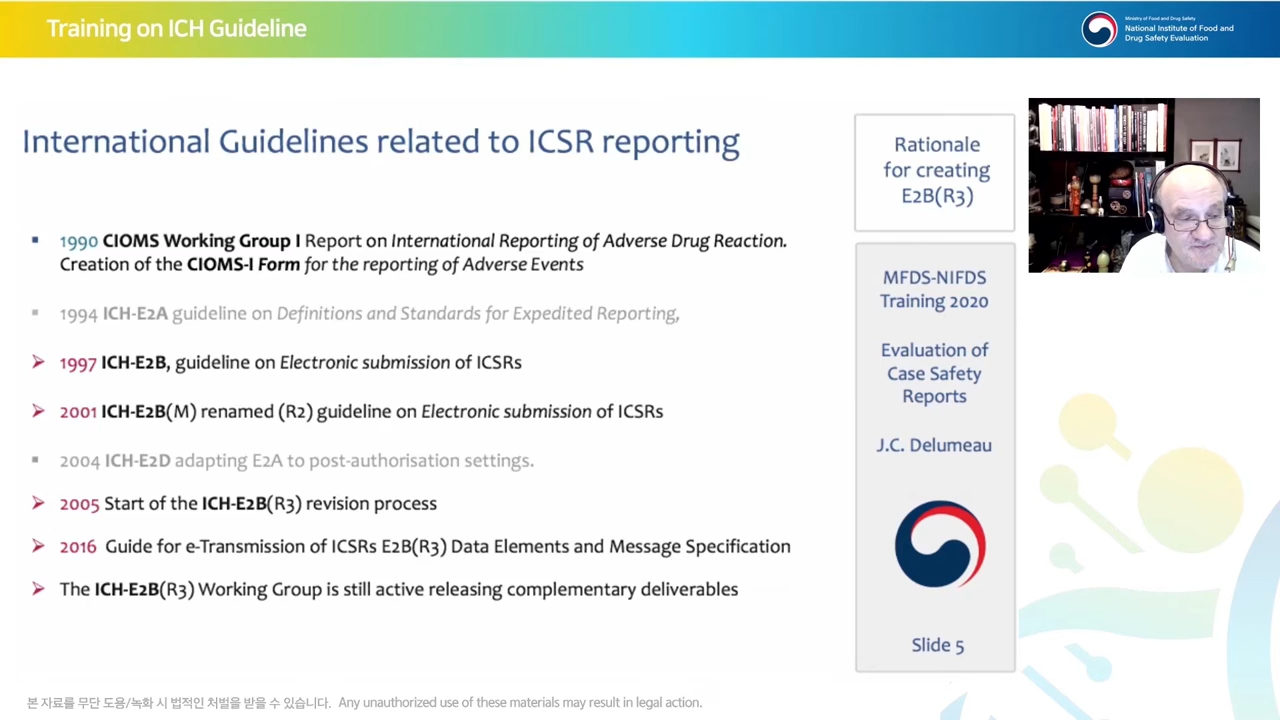 Training on ICH Guideline
Ministry of Food and Drug Safety
National Institute of Food and
Drug Safety Evaluation
International Guidelines related to ICSR reporting
▪ 1990 CIOMS Working Group I Report on International Reporting of Adverse Drug Reaction.
Creation of the CIOMS-I Form for the reporting of Adverse Events
▪ 1994 ICH-E2A guideline on Definitions and Standards for Expedited Reporting,
➢ 1997 ICH-E2B, guideline on Electronic submission of ICSRs
➢ 2001 ICH-E2B(M) renamed (R2) guideline on Electronic submission of ICSRs
▪ 2004 ICH-E2D adapting E2A to post-authorisation settings.
➢ 2005 Start of the ICH-E2B(R3) revision process
➢ 2016 Guide for e-Transmission of ICSRs E2B(R3) Data Elements and Message Specification
➢ The ICH-E2B(R3) Working Group is still active releasing complementary deliverables
Rationale
for creating
E2B(R3)
MFDS-NIFDS
Training 2020
Evaluation of
Case Safety
Reports
J.C. Delumeau
Slide 5
본 자료를 무단 도용/녹화 시 법적인 처벌을 받을 수 있습니다. Any unauthorized use of these materials may result in legal action.